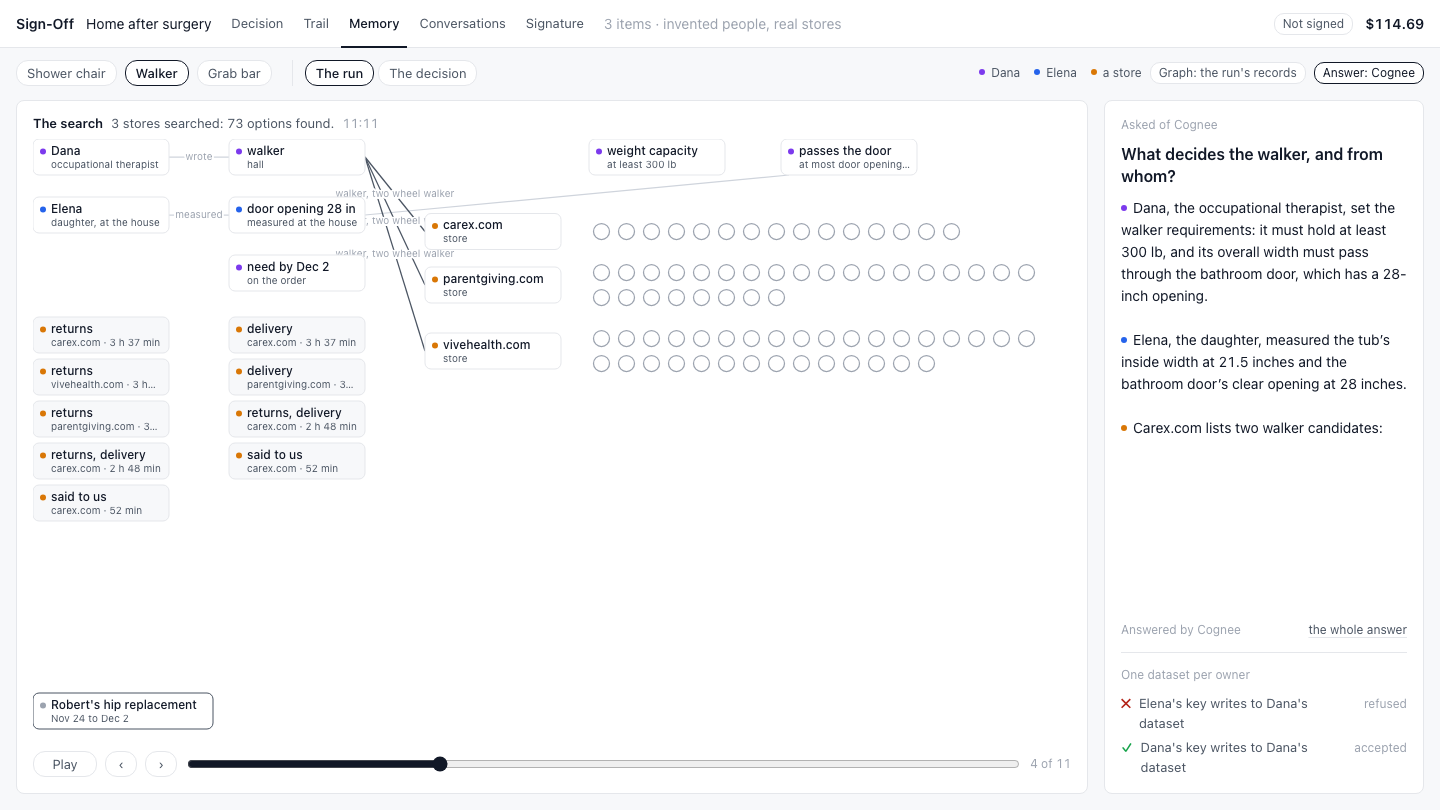 Sign-Off Home after surgery Decision Trail Memory Conversations Signature 3 items · invented people, real stores Not signed $114.69
Shower chair Walker Grab bar The run The decision Dana Elena a store Graph: the run's records Answer: Cognee
The search 3 stores searched: 73 options found. 11:11
Dana
occupational therapist
wrote
walker
hall
weight capacity
at least 300 lb
passes the door
at most door opening...
walker, two wheel walker
Elena
daughter, at the house
measured
door opening 28 in
measured at the house
, two wheel
carex.com
store
walker, two wheel walker
need by Dec 2
on the order
parentgiving.com
store
vivehealth.com
store
returns
carex.com · 3 h 37 min
delivery
carex.com · 3 h 37 min
returns
vivehealth.com · 3 h...
delivery
parentgiving.com · 3...
returns
parentgiving.com · 3...
returns, delivery
carex.com · 2 h 48 min
returns, delivery
carex.com · 2 h 48 min
said to us
carex.com · 52 min
said to us
carex.com · 52 min
Robert's hip replacement
Nov 24 to Dec 2
Play ‹ › 4 of 11
Asked of Cognee
What decides the walker, and from
whom?
Dana, the occupational therapist, set the
walker requirements: it must hold at least
300 lb, and its overall width must pass
through the bathroom door, which has a 28-
inch opening.
Elena, the daughter, measured the tub’s
inside width at 21.5 inches and the
bathroom door’s clear opening at 28 inches.
Carex.com lists two walker candidates:
Answered by Cognee the whole answer
One dataset per owner
Elena's key writes to Dana's refused
dataset
Dana's key writes to Dana's accepted
dataset